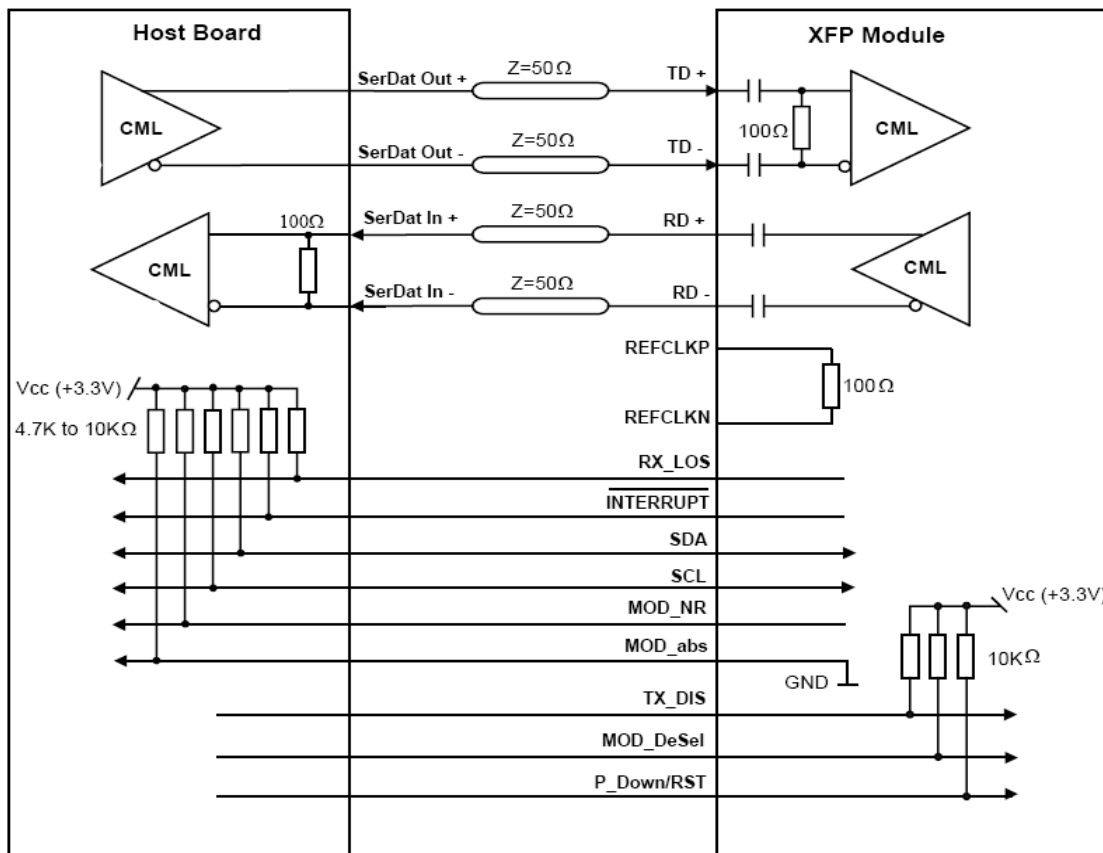 Host Board
XFP Module
SerDat Out +
Z=50Ω
TD +
CML
100Ω
CML
SerDat Out -
Z=50Ω
TD -
100Ω
SerDat In +
Z=50Ω
RD +
CML
CML
SerDat In -
Z=50Ω
RD -
REFCLKP
100Ω
REFCLKN
Vcc (+3.3V)
4.7K to 10KΩ
RX_LOS
INTERRUPT
SDA
SCL
Vcc (+3.3V)
MOD_NR
MOD_abs
10KΩ
GND
TX_DIS
MOD_DeSel
P_Down/RST